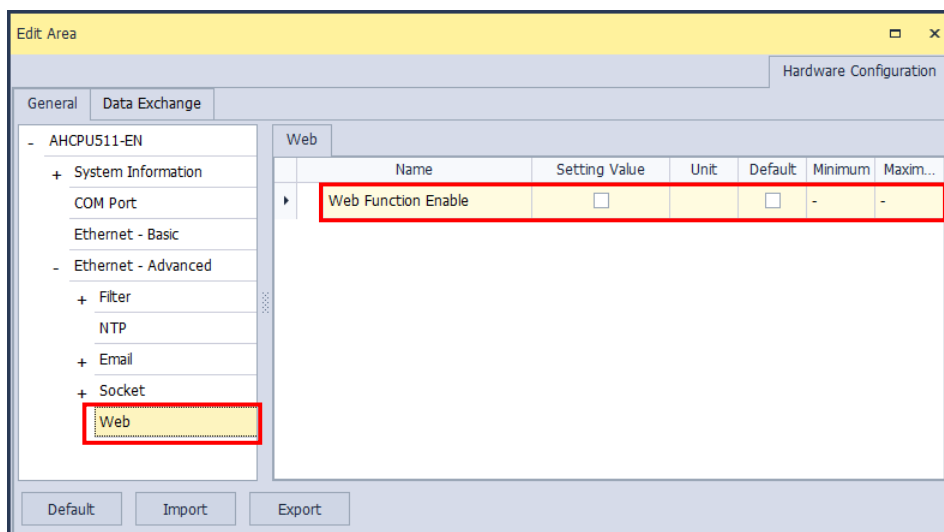 Edit Area
Hardware Configuration
General Data Exchange
- AHCPU511-EN
+ System Information
COM Port
Ethernet - Basic
- Ethernet - Advanced
+ Filter
NTP
+ Email
+ Socket
Web
Web
Name Setting Value Unit Default Minimum Maxim...
Web Function Enable - -
Default Import Export